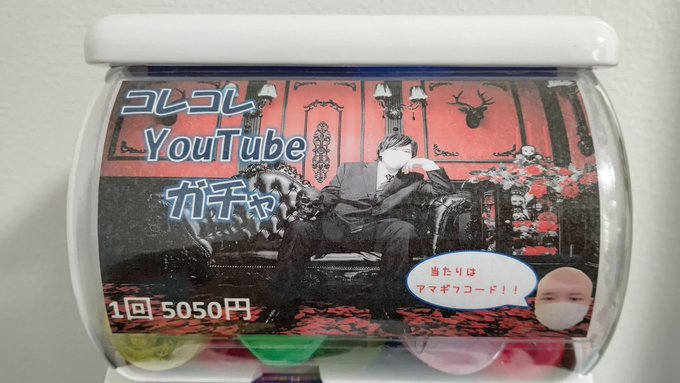 コレコレ
YouTube
ガチャ
当たりは
アマギフコード！！
1回 5050円